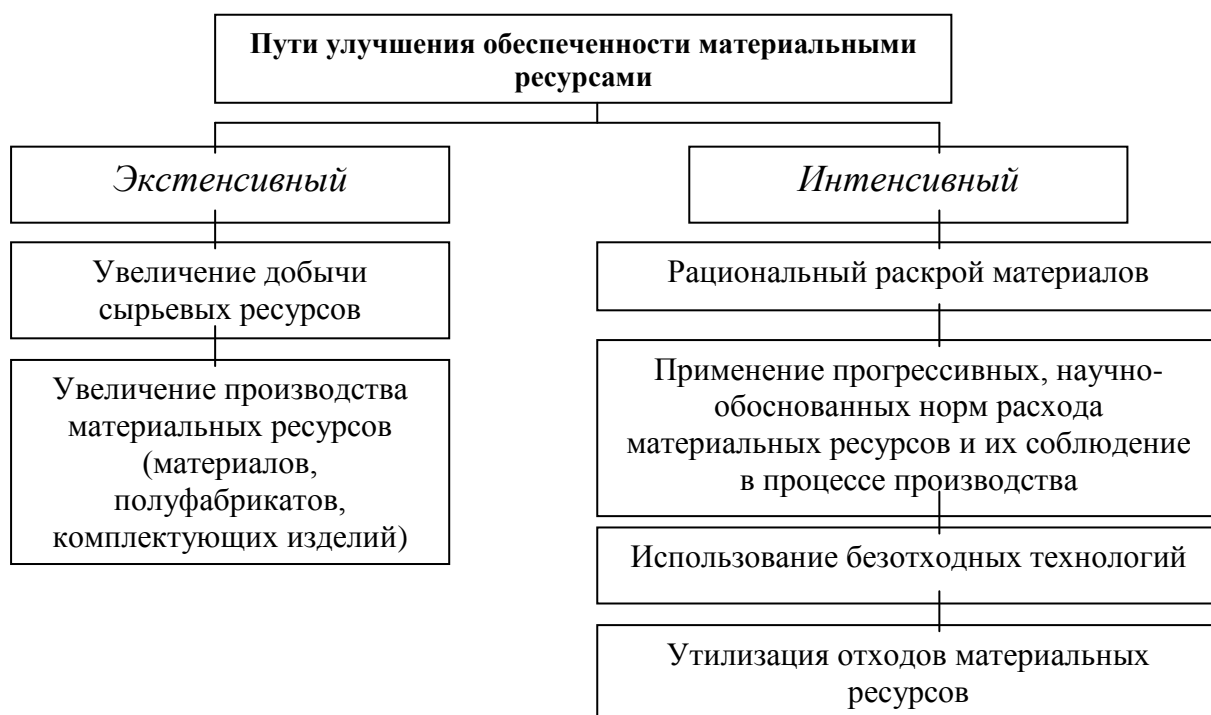 Пути улучшения обеспеченности материальными
ресурсами
Экстенсивный
Увеличение добычи
сырьевых ресурсов
Увеличение производства
материальных ресурсов
(материалов,
полуфабрикатов,
комплектующих изделий)
Интенсивный
Рациональный раскрой материалов
Применение прогрессивных, научно-
обоснованных норм расхода
материальных ресурсов и их соблюдение
в процессе производства
Использование безотходных технологий
Утилизация отходов материальных
ресурсов